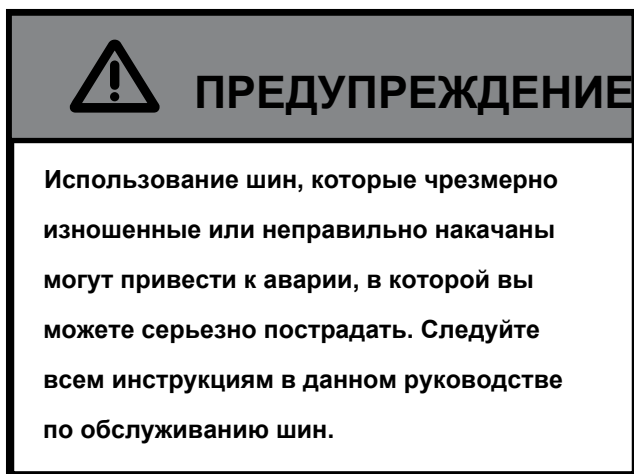 ПРЕДУПРЕЖДЕНИЕ
Использование шин, которые чрезмерно
изношенные или неправильно накачаны
могут привести к аварии, в которой вы
можете серьезно пострадать. Следуйте
всем инструкциям в данном руководстве
по обслуживанию шин.